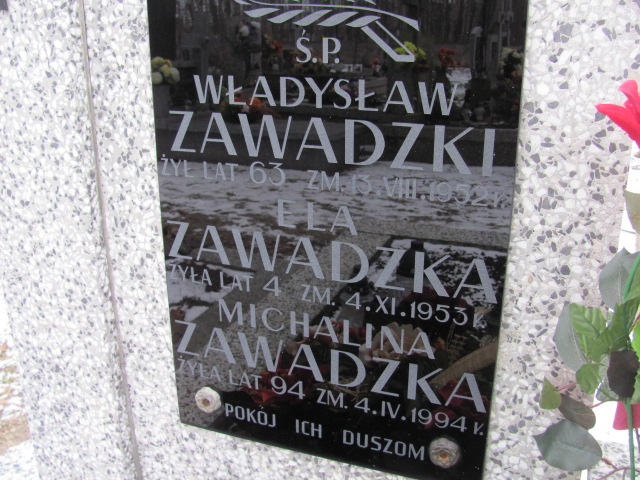 Ś.P.
WŁADYSŁAW
ZAWADZKI
ŻYŁ LAT 63 ZM. 15.VIII.1952 r.
ELA
ZAWADZKA
ŻYŁA LAT 4 ZM. 4.XI.1953 r.
MICHALINA
ZAWADZKA
ŻYŁA LAT 94 ZM. 4.IV.1994 r.
POKÓJ ICH DUSZOM